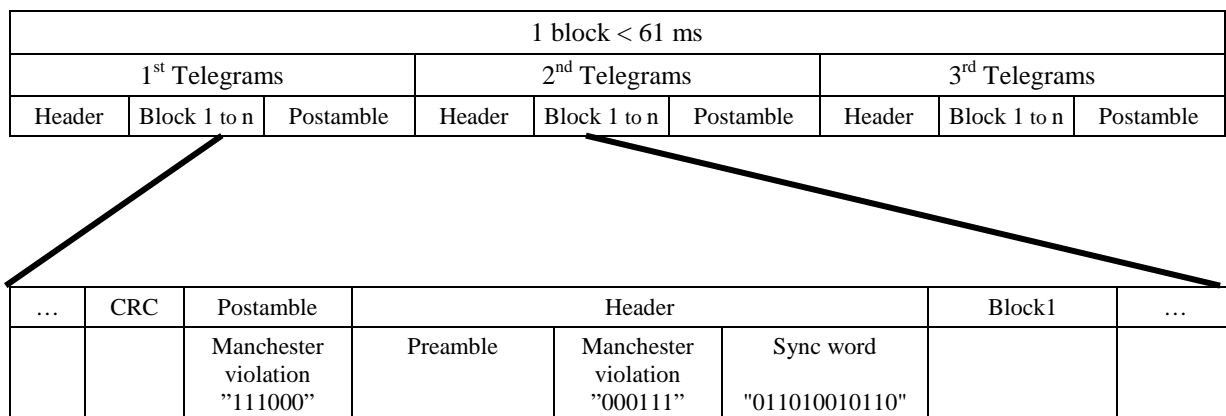 1 block < 61 ms
1st Telegrams 2nd Telegrams 3rd Telegrams
Header Block 1 to n Postamble Header Block 1 to n Postamble Header Block 1 to n Postamble
… CRC Postamble Header Block1 …
Manchester Preamble Manchester Sync word
violation violation
”111000” ”000111” "011010010110"